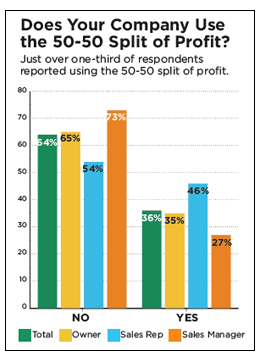 Does Your Company Use
the 50-50 Split of Profit?
Just over one-third of respondents
reported using the 50-50 split of profit.
80
70
60
50
40
30
20
10
0
64% 65% 54% 73%
36% 35% 46% 27%
NO YES
Total Owner Sales Rep Sales Manager